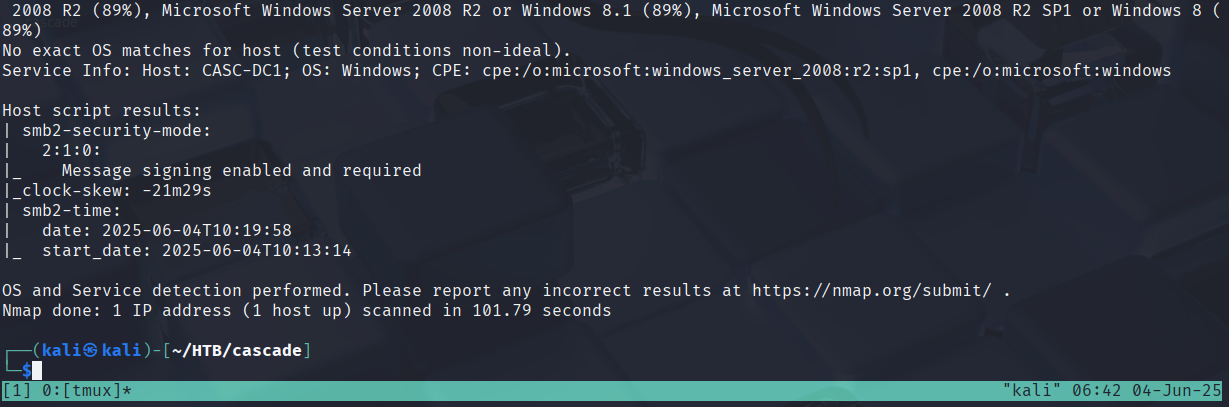 2008 R2 (89%), Microsoft Windows Server 2008 R2 or Windows 8.1 (89%), Microsoft Windows Server 2008 R2 SP1 or Windows 8 (
89%)
No exact OS matches for host (test conditions non-ideal).
Service Info: Host: CASC-DC1; OS: Windows; CPE: cpe:/o:microsoft:windows_server_2008:r2:sp1, cpe:/o:microsoft:windows

Host script results:
| smb2-security-mode:
|   2:1:0:
|_    Message signing enabled and required
|_clock-skew: -21m29s
| smb2-time:
|   date: 2025-06-04T10:19:58
|_  start_date: 2025-06-04T10:13:14

OS and Service detection performed. Please report any incorrect results at https://nmap.org/submit/ .
Nmap done: 1 IP address (1 host up) scanned in 101.79 seconds

┌──(kali㉿kali)-[~/HTB/cascade]
└─$
[1] 0:[tmux]* "kali" 06:42 04-Jun-25